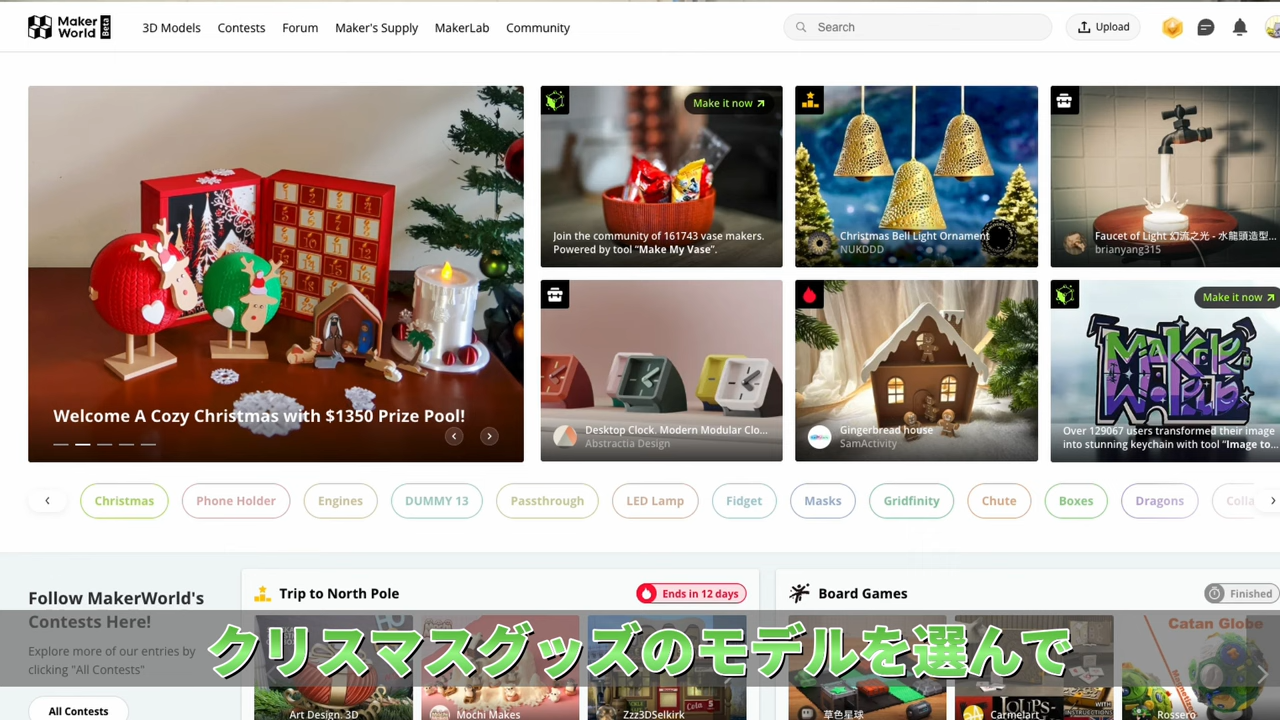 Maker
World
Beta
3D Models
Contests
Forum
Maker's Supply
MakerLab
Community
Search
Upload
Welcome A Cozy Christmas with $1350 Prize Pool!
Make it now
Join the community of 161743 vase makers.
Powered by tool “Make My Vase”.
Christmas Bell Light Ornament
NUKDDD
Faucet of Light 幻流之光 - 水龍頭造型...
brianyang315
Desktop Clock. Modern Modular Clo...
Abstractia Design
Gingerbread house
SamActivity
Make it now
Over 129067 users transformed their image
into stunning keychain with tool “Image to...
Christmas
Phone Holder
Engines
DUMMY 13
Passthrough
LED Lamp
Fidget
Masks
Gridfinity
Chute
Boxes
Dragons
Colla
Follow MakerWorld's
Contests Here!
Explore more of our entries by
clicking "All Contests"
All Contests
Trip to North Pole
Ends in 12 days
Art Design. 3D
Mochi Makes
Zzz3DSelkirk
Board Games
Finished
草色星球
Carmelart
Catan Globe
Rossero
クリスマスグッズのモデルを選んで